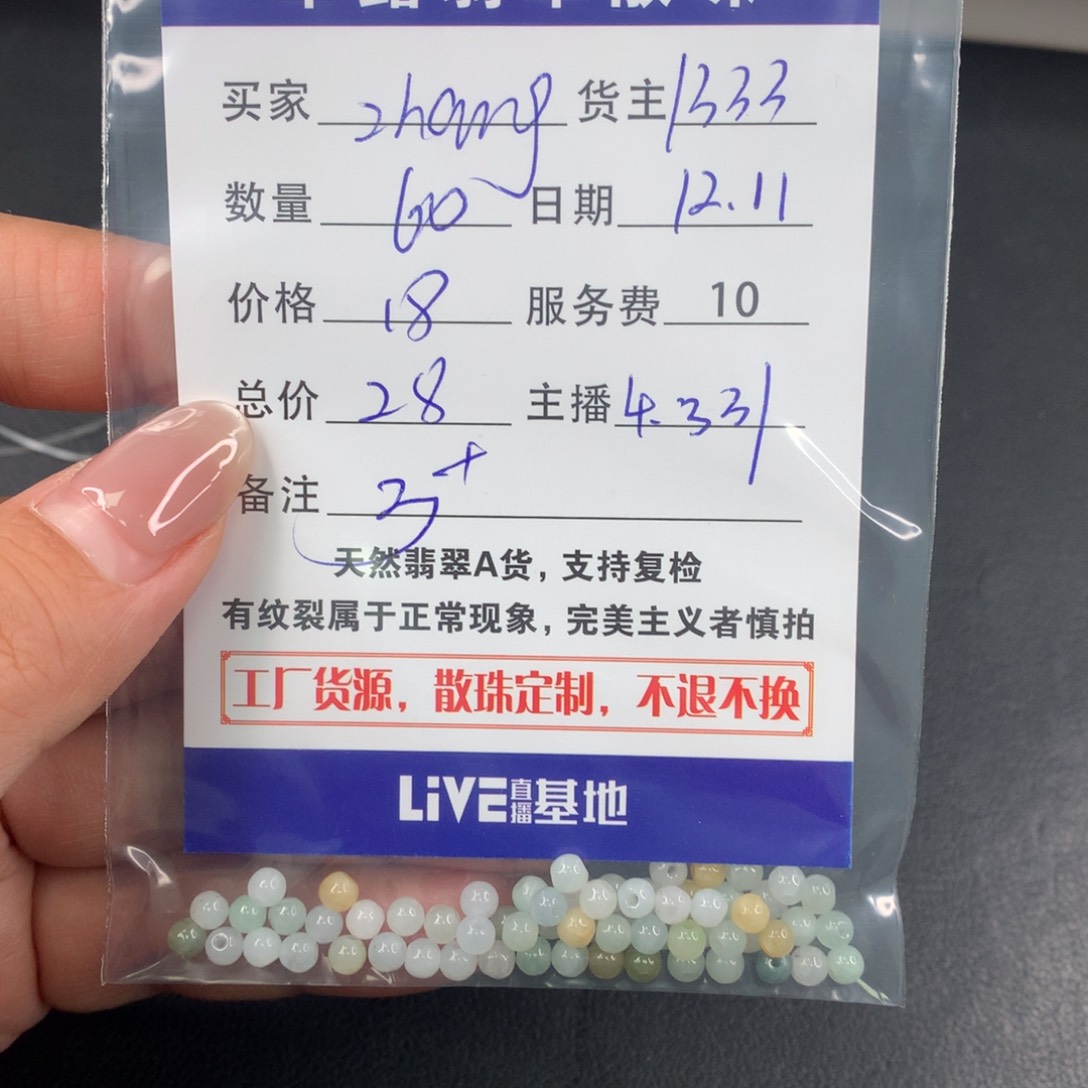 买家 zhang 货主 1333
数量 60 日期 12.11
价格 18 服务费 10
总价 28 主播 4.331
备注 3+
天然翡翠A货，支持复检
有纹裂属于正常现象，完美主义者慎拍
工厂货源，散珠定制，不退不换
LiVE直播基地